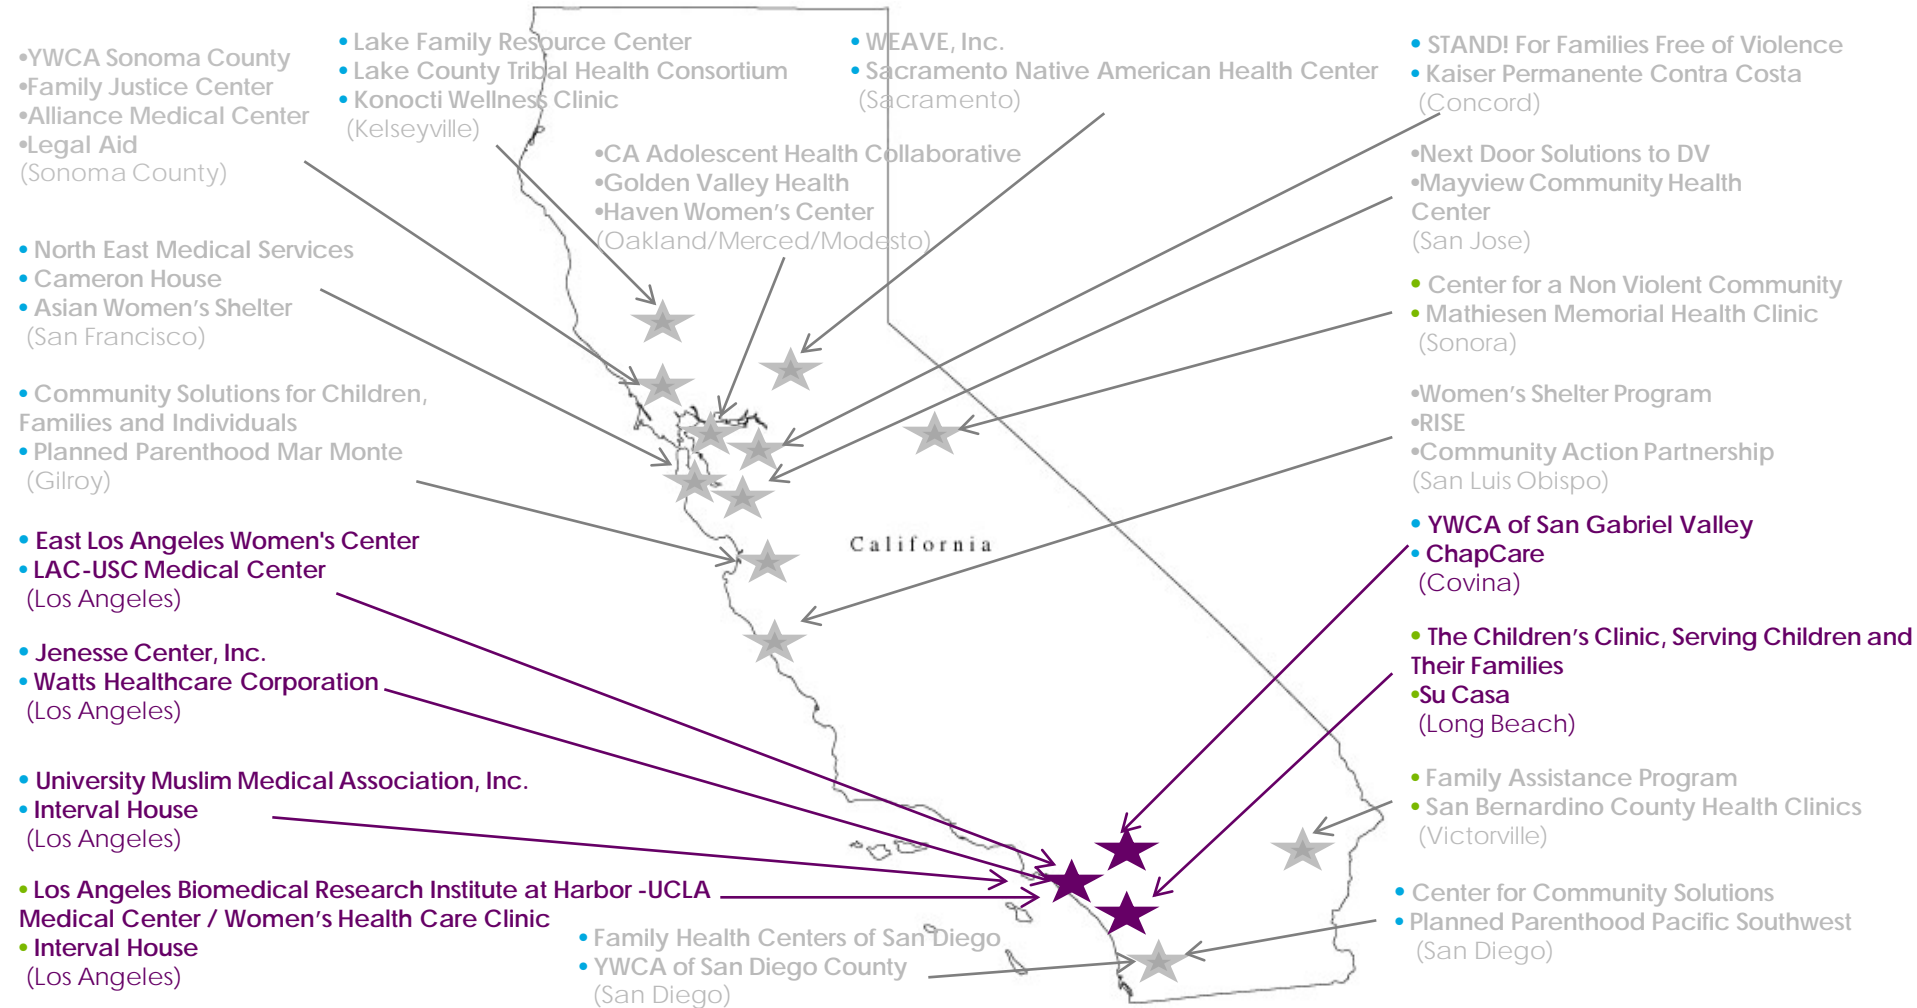 •YWCA Sonoma County
•Family Justice Center
•Alliance Medical Center
•Legal Aid
(Sonoma County)
• Lake Family Resource Center
• Lake County Tribal Health Consortium
• Konocti Wellness Clinic
(Kelseyville)
• WEAVE, Inc.
• Sacramento Native American Health Center
(Sacramento)
• STAND! For Families Free of Violence
• Kaiser Permanente Contra Costa
(Concord)
•CA Adolescent Health Collaborative
•Golden Valley Health
•Haven Women's Center
(Oakland/Merced/Modesto)
•Next Door Solutions to DV
•Mayview Community Health
Center
(San Jose)
• North East Medical Services
• Cameron House
• Asian Women's Shelter
(San Francisco)
• Center for a Non Violent Community
• Mathiesen Memorial Health Clinic
(Sonora)
• Community Solutions for Children,
Families and Individuals
• Planned Parenthood Mar Monte
(Gilroy)
•Women's Shelter Program
•RISE
•Community Action Partnership
(San Luis Obispo)
• East Los Angeles Women's Center
• LAC-USC Medical Center
(Los Angeles)
California
• YWCA of San Gabriel Valley
• ChapCare
(Covina)
• Jenesse Center, Inc.
• Watts Healthcare Corporation
(Los Angeles)
• The Children's Clinic, Serving Children and
Their Families
•Su Casa
(Long Beach)
• University Muslim Medical Association, Inc.
• Interval House
(Los Angeles)
• Family Assistance Program
• San Bernardino County Health Clinics
(Victorville)
• Los Angeles Biomedical Research Institute at Harbor -UCLA
Medical Center / Women's Health Care Clinic
• Interval House
(Los Angeles)
• Family Health Centers of San Diego
• YWCA of San Diego County
(San Diego)
• Center for Community Solutions
• Planned Parenthood Pacific Southwest
(San Diego)